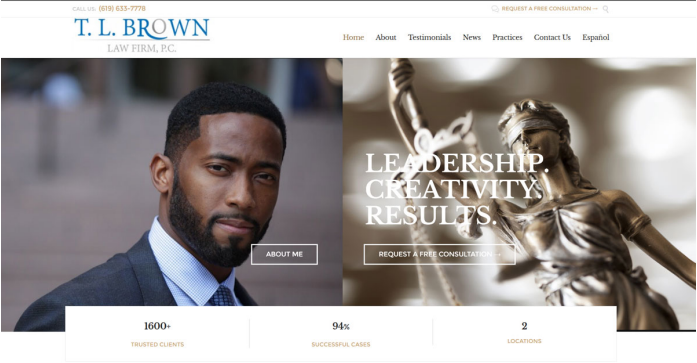 CALL US: (619) 633-7778
REQUEST A FREE CONSULTATION
T. L. BROWN
LAW FIRM, P.C.
Home About Testimonials News Practices Contact Us Español
LEADERSHIP.
CREATIVITY.
RESULTS.
ABOUT ME
REQUEST A FREE CONSULTATION
1600+
TRUSTED CLIENTS
94%
SUCCESSFUL CASES
2
LOCATIONS